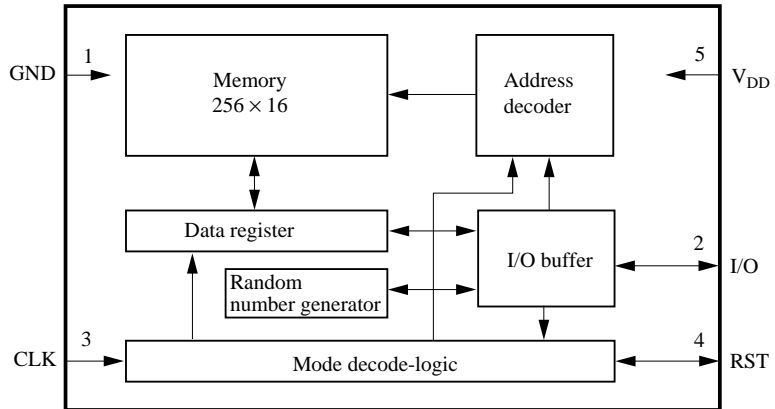 1
GND
Memory
256 × 16
Address
decoder
5
V_DD
Data register
I/O buffer
2
I/O
Random
number generator
3
CLK
Mode decode-logic
4
RST